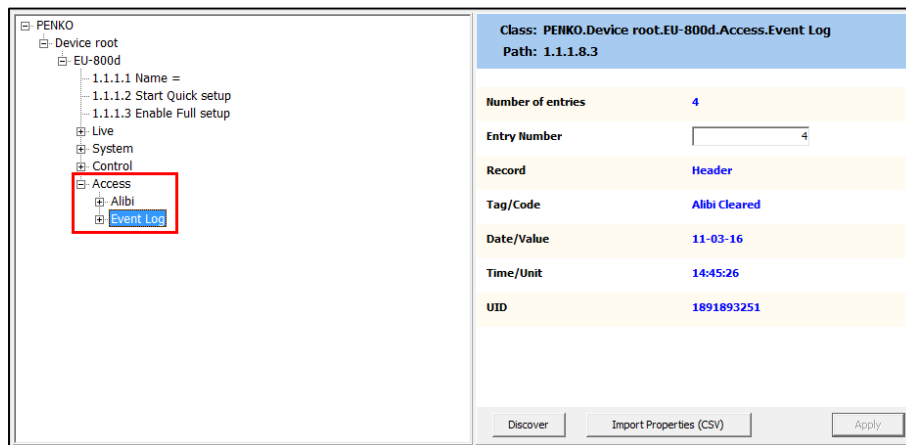 PENKO
Device root
EU-800d
1.1.1.1 Name =
1.1.1.2 Start Quick setup
1.1.1.3 Enable Full setup
Live
System
Control
Access
Alibi
Event Log
Class: PENKO.Device root.EU-800d.Access.Event Log
Path: 1.1.1.8.3
Number of entries 4
Entry Number 4
Record Header
Tag/Code Alibi Cleared
Date/Value 11-03-16
Time/Unit 14:45:26
UID 1891893251
Discover Import Properties (CSV) Apply